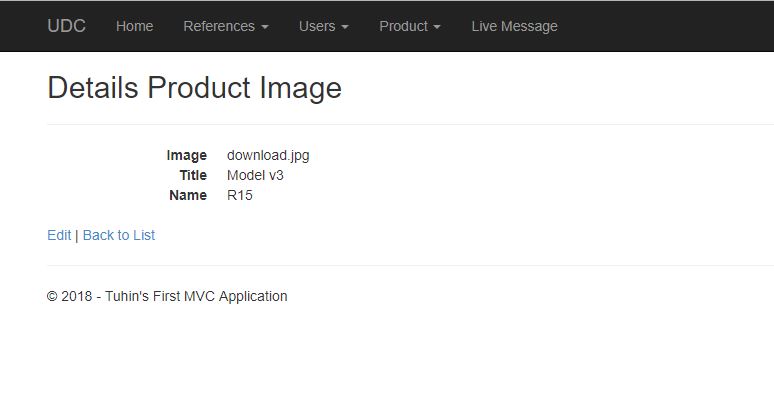 UDC Home References Users Product Live Message
Details Product Image
Image download.jpg
Title Model v3
Name R15
Edit | Back to List
© 2018 - Tuhin's First MVC Application